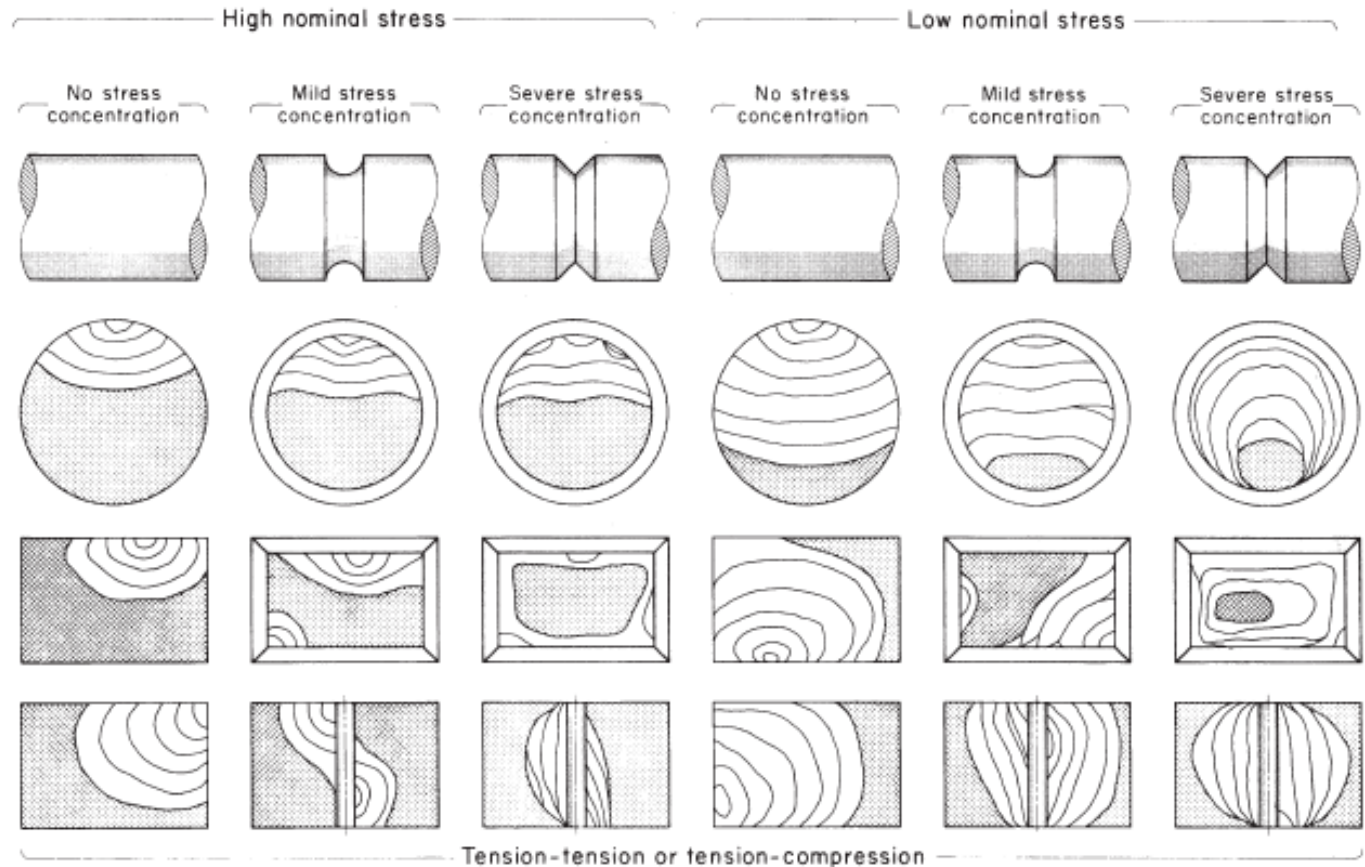 High nominal stress
Low nominal stress
No stress
concentration
Mild stress
concentration
Severe stress
concentration
No stress
concentration
Mild stress
concentration
Severe stress
concentration
Tension-tension or tension-compression